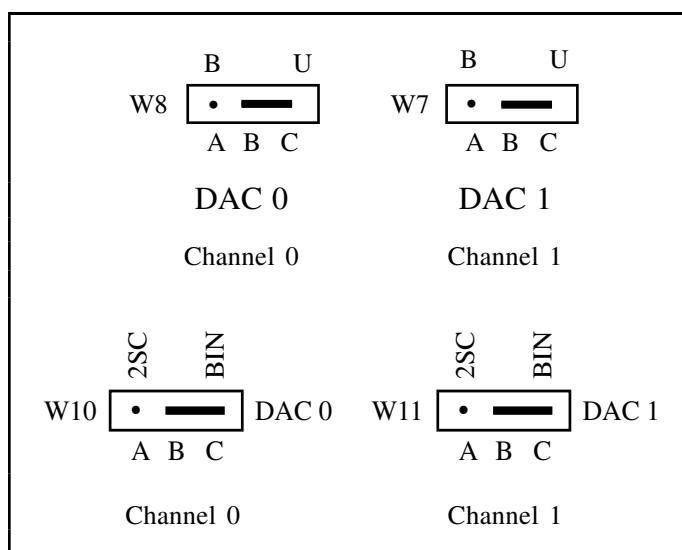 B U B U
W8 W7
A B C A B C
DAC 0 DAC 1
Channel 0 Channel 1
2SC BIN 2SC BIN
W10 DAC 0 W11 DAC 1
A B C A B C
Channel 0 Channel 1